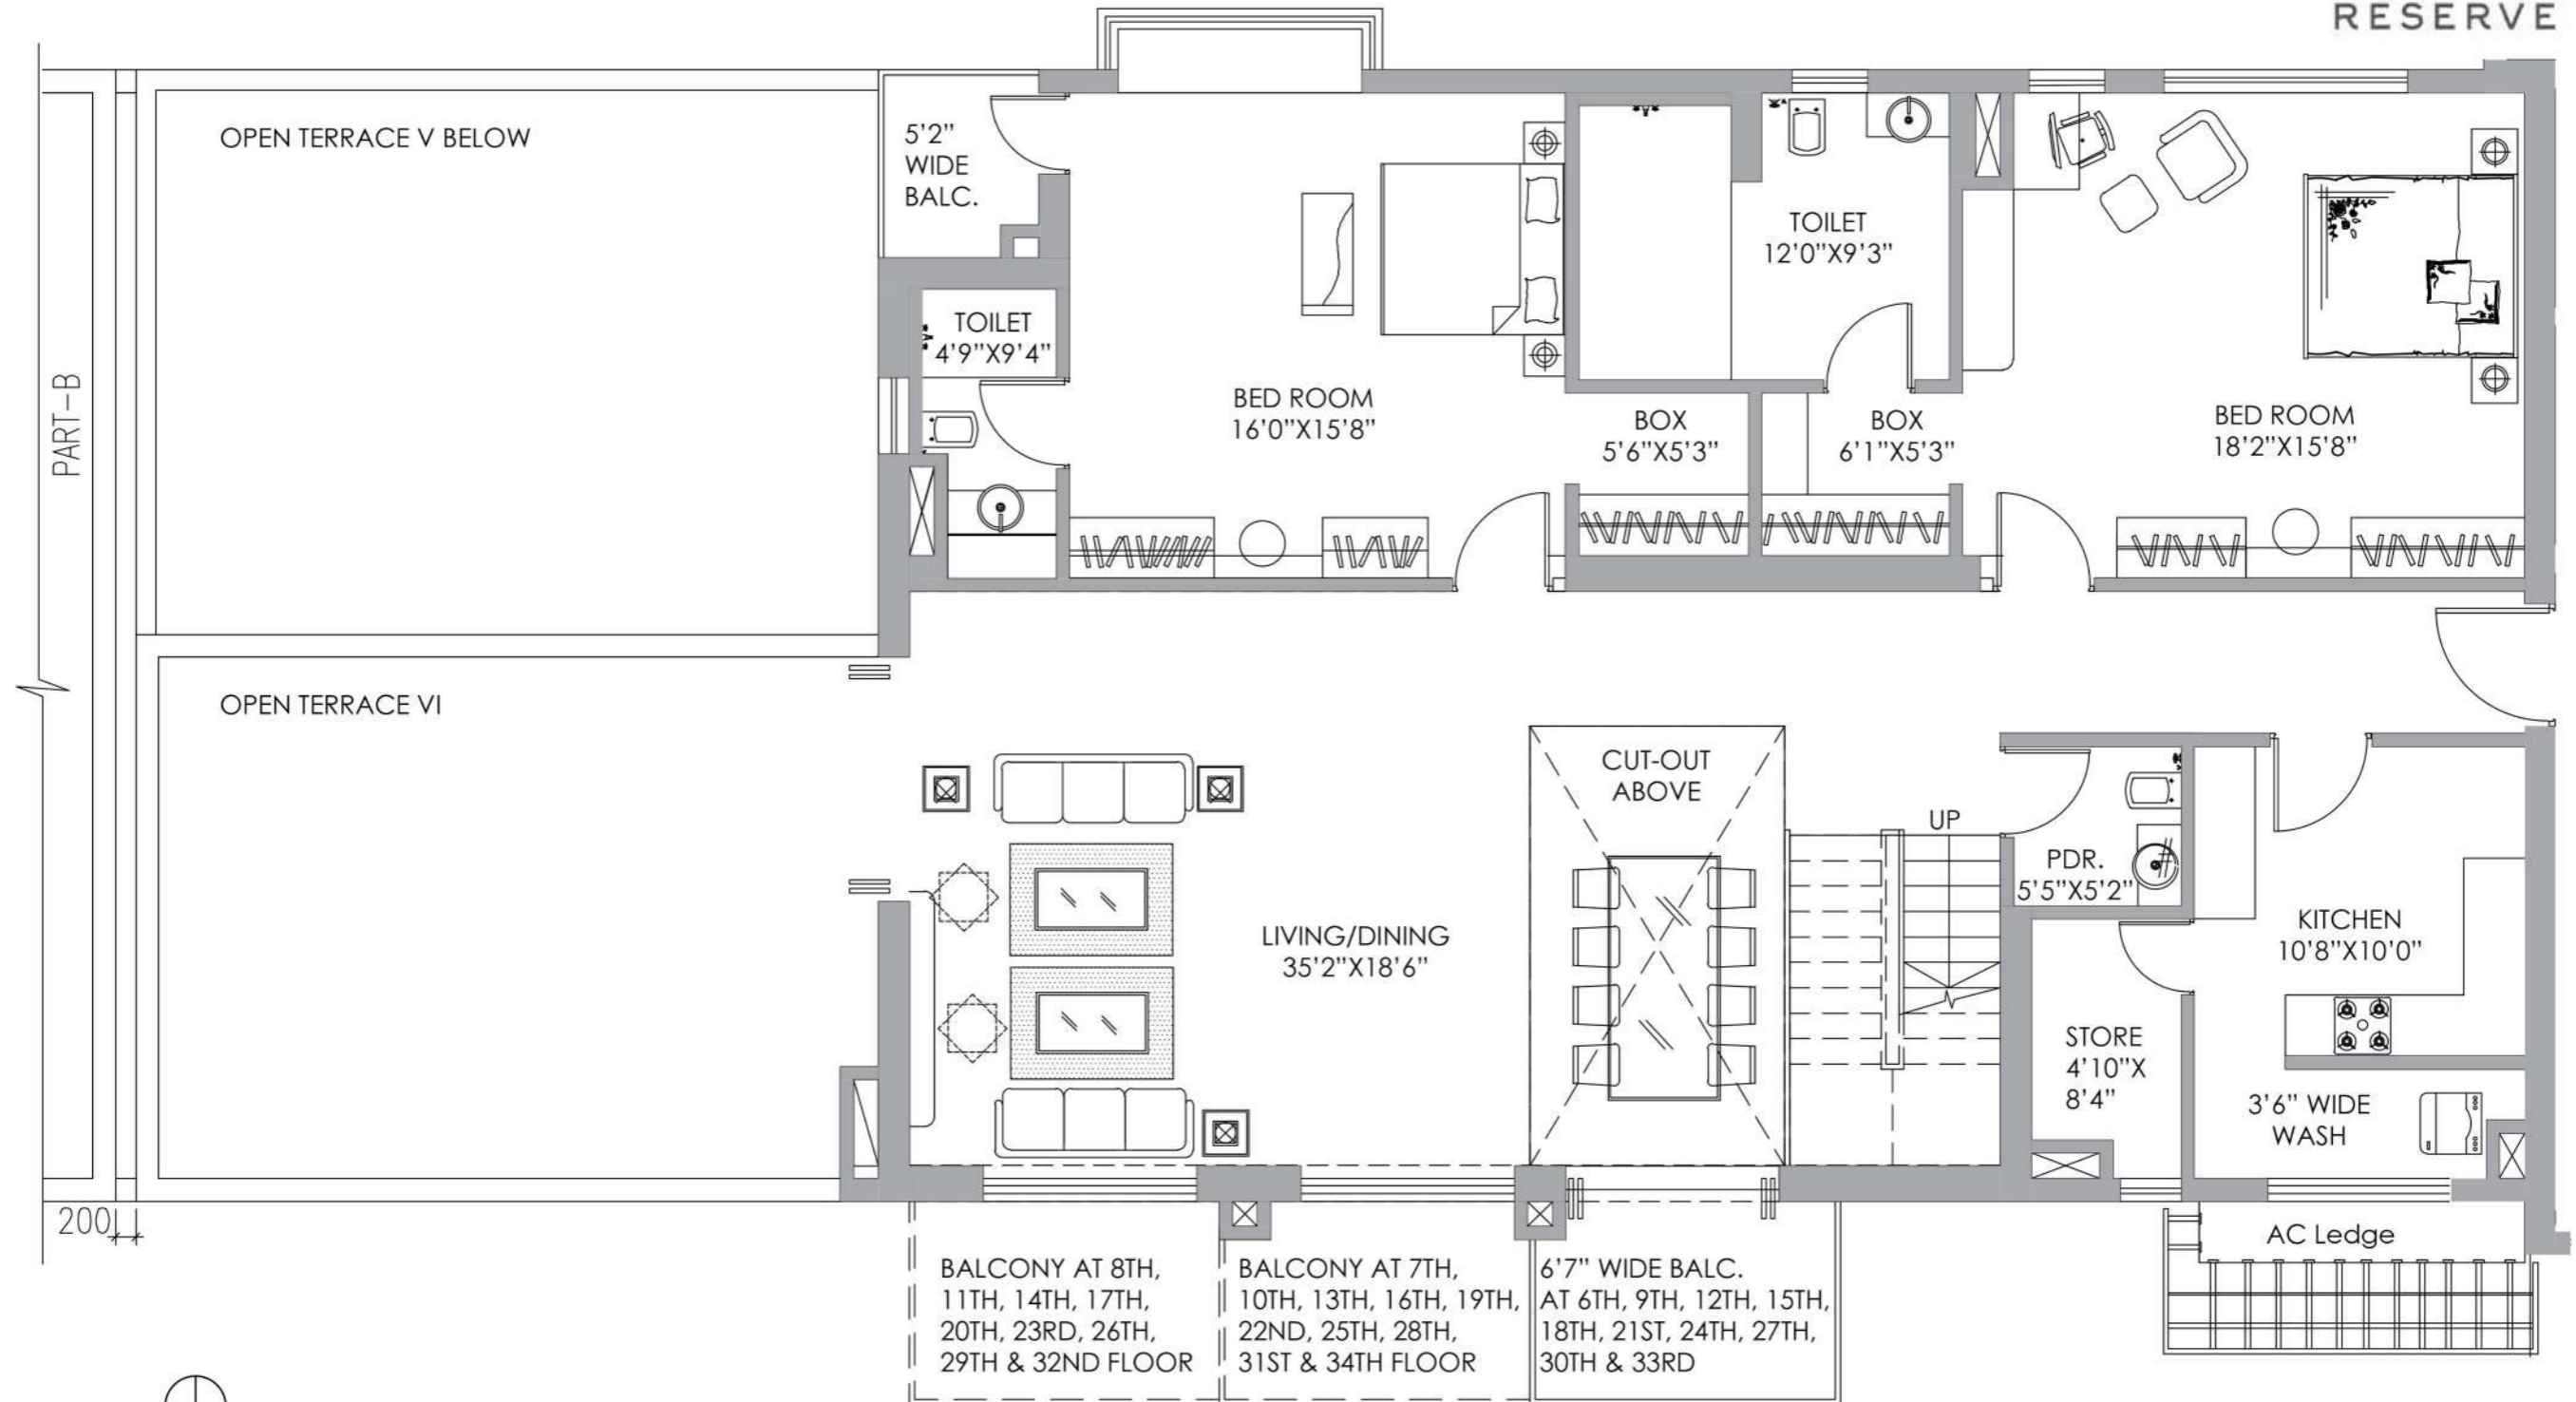 RESERVE
OPEN TERRACE V BELOW
5'2"
WIDE
BALC.
TOILET
4'9"X9'4"
BED ROOM
16'0"X15'8"
TOILET
12'0"X9'3"
BOX
5'6"X5'3"
BOX
6'1"X5'3"
BED ROOM
18'2"X15'8"
PART-B
OPEN TERRACE VI
LIVING/DINING
35'2"X18'6"
CUT-OUT
ABOVE
UP
PDR.
5'5"X5'2"
KITCHEN
10'8"X10'0"
STORE
4'10"X
8'4"
3'6" WIDE
WASH
200
BALCONY AT 8TH,
11TH, 14TH, 17TH,
20TH, 23RD, 26TH,
29TH & 32ND FLOOR
BALCONY AT 7TH,
10TH, 13TH, 16TH, 19TH,
22ND, 25TH, 28TH,
31ST & 34TH FLOOR
6'7" WIDE BALC.
AT 6TH, 9TH, 12TH, 15TH,
18TH, 21ST, 24TH, 27TH,
30TH & 33RD
AC Ledge